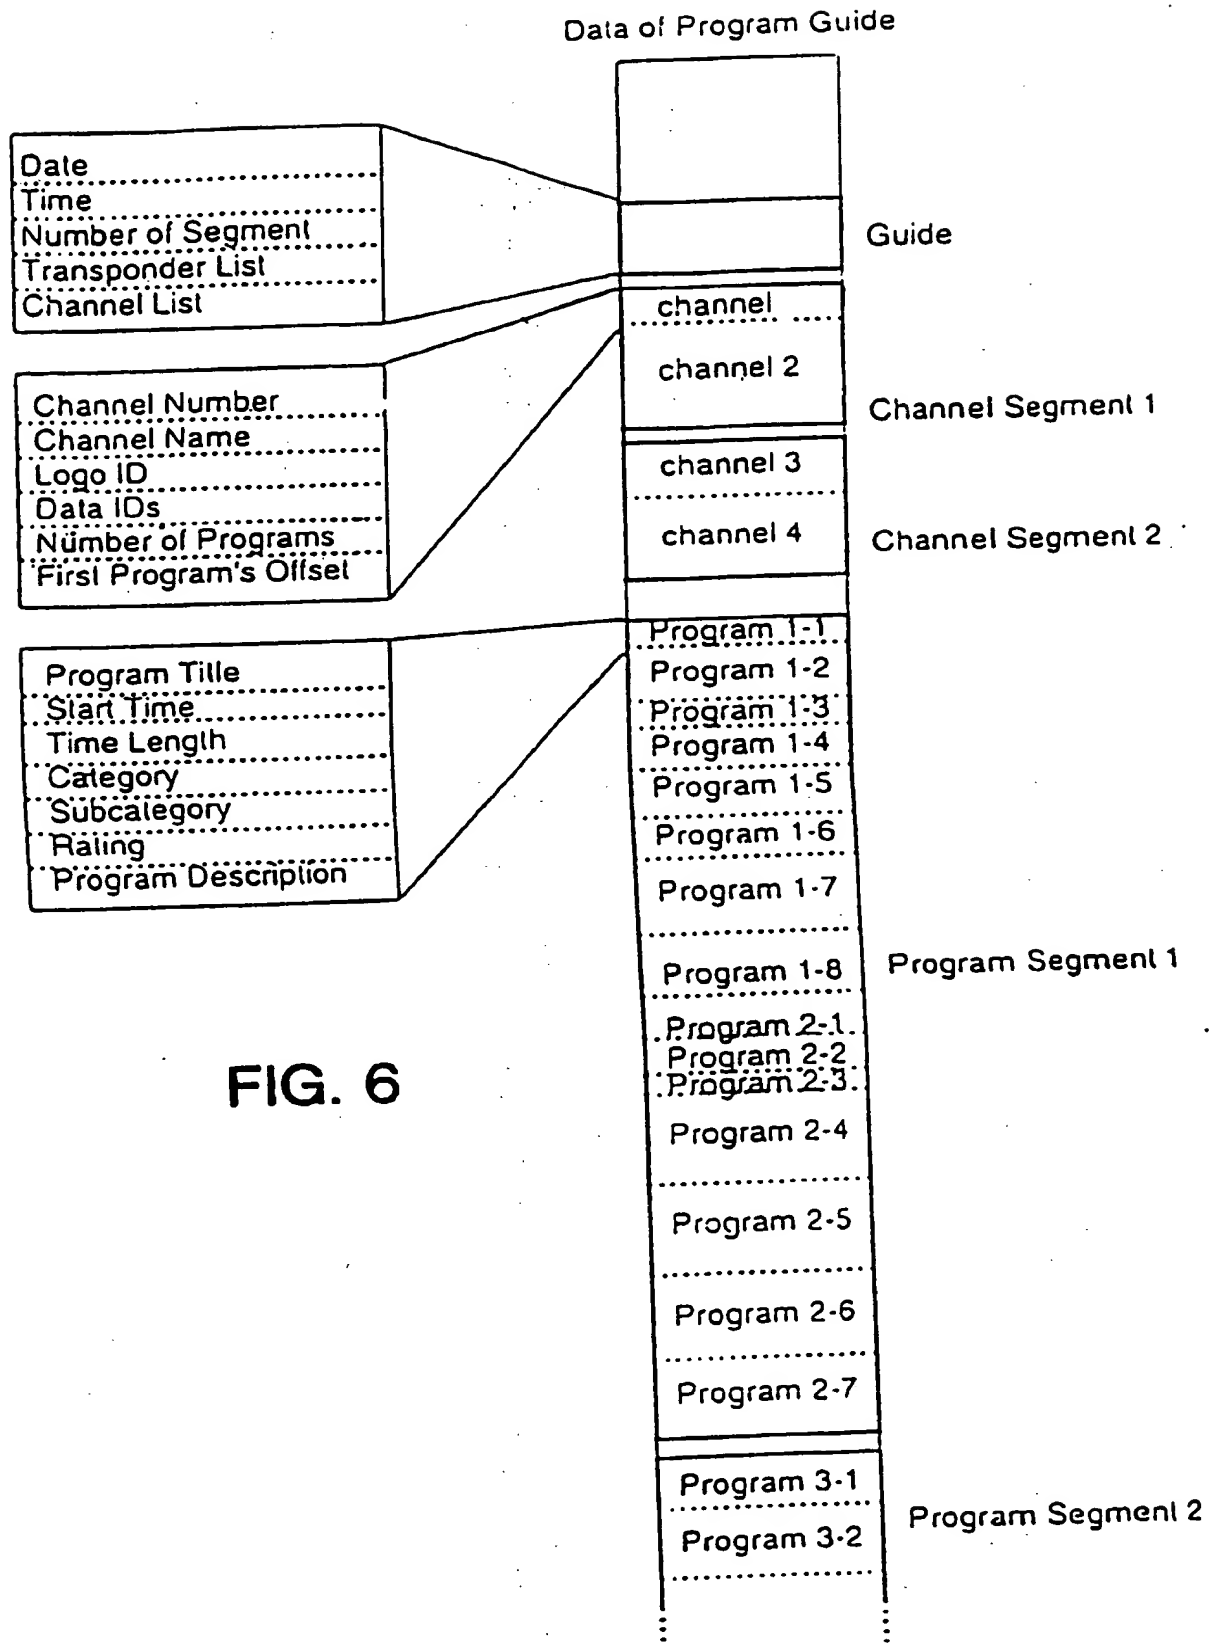 Data of Program Guide
Date
Time
Number of Segment
Transponder List
Channel List
Guide
channel
channel 2
Channel Segment 1
Channel Number
Channel Name
Logo ID
Data IDs
Number of Programs
First Program's Offset
channel 3
channel 4
Channel Segment 2
Program Title
Start Time
Time Length
Category
Subcategory
Rating
Program Description
Program 1-1
Program 1-2
Program 1-3
Program 1-4
Program 1-5
Program 1-6
Program 1-7
Program 1-8
Program 2-1
Program 2-2
Program 2-3
Program 2-4
Program 2-5
Program 2-6
Program 2-7
Program Segment 1
FIG. 6
Program 3-1
Program 3-2
Program Segment 2